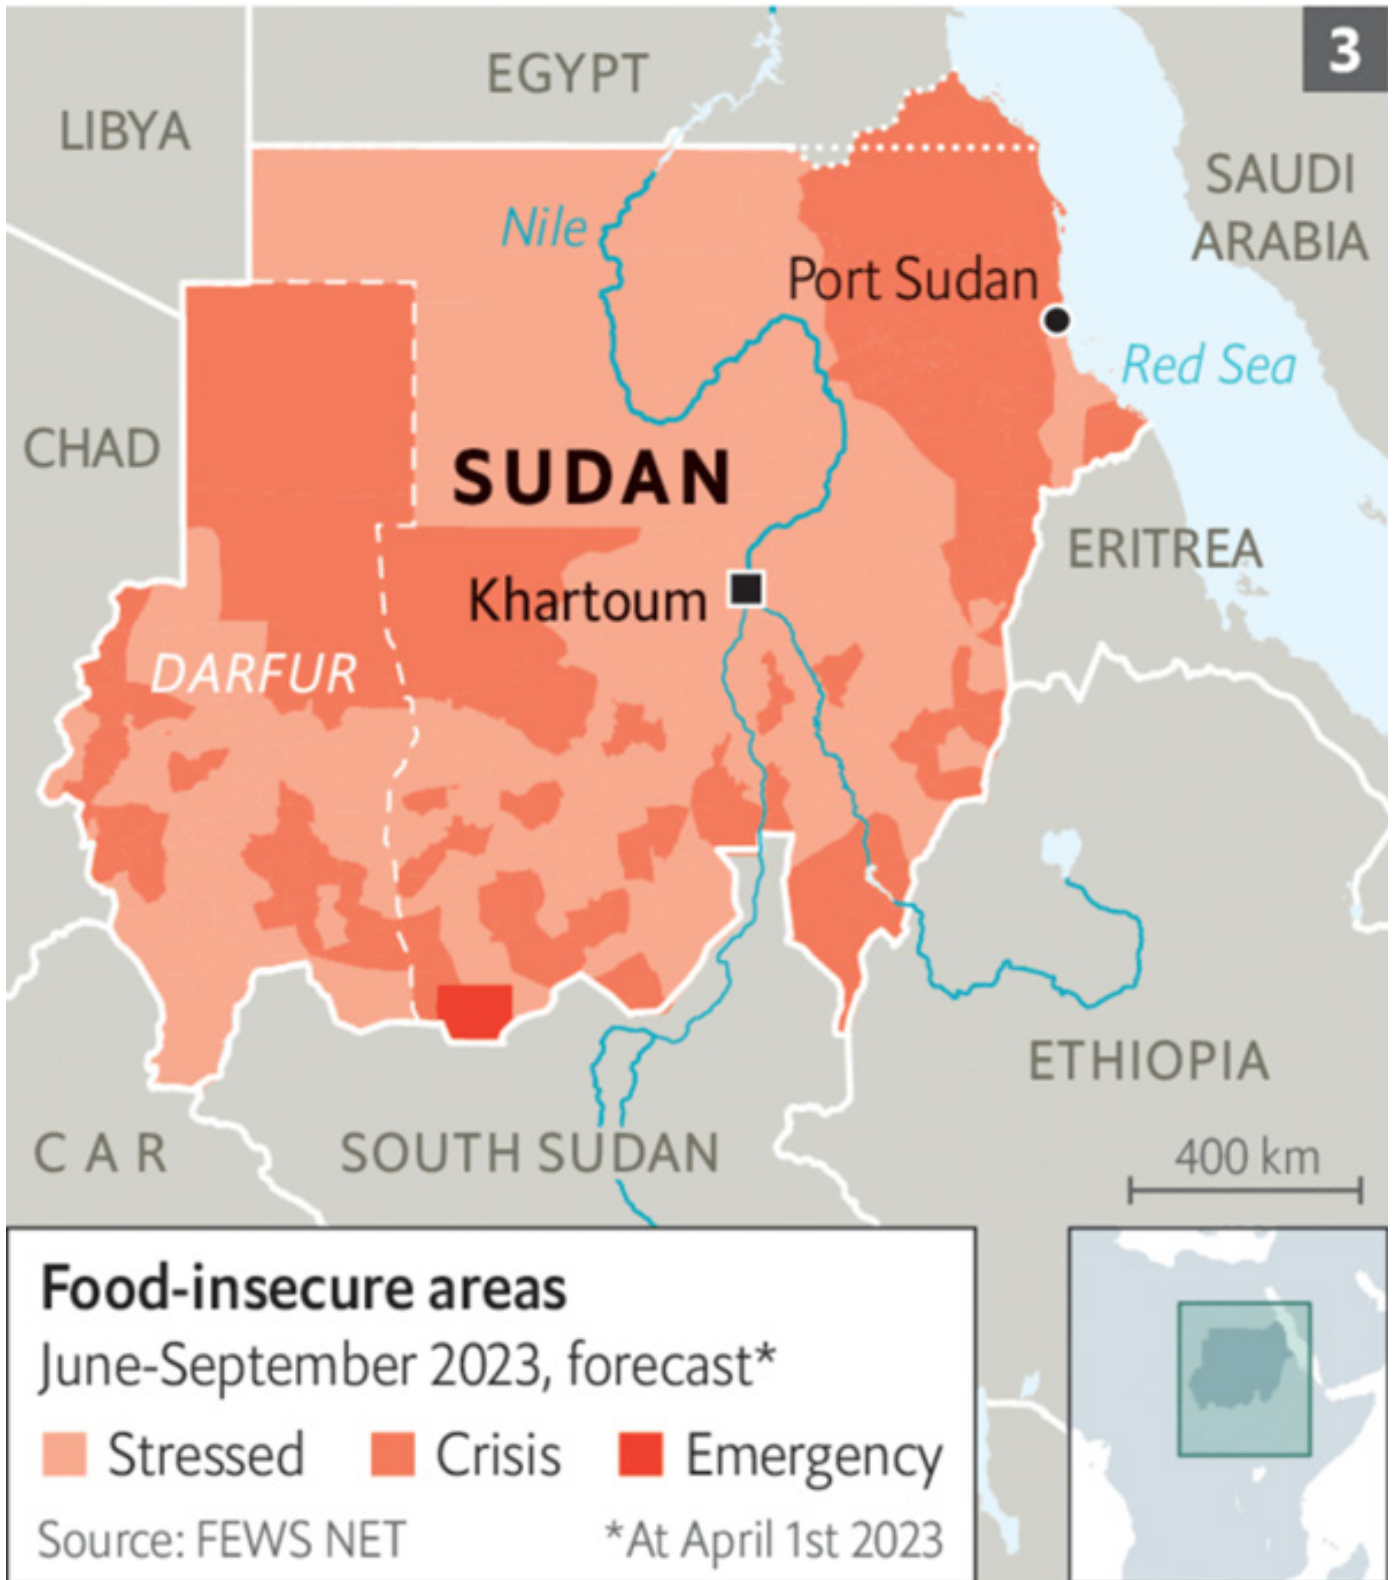 3
EGYPT
LIBYA
SAUDI
ARABIA
Nile
Port Sudan
Red Sea
CHAD
SUDAN
ERITREA
Khartoum
DARFUR
ETHIOPIA
CAR
SOUTH SUDAN
400 km
Food-insecure areas
June-September 2023, forecast*
Stressed Crisis Emergency
Source: FEWS NET *At April 1st 2023